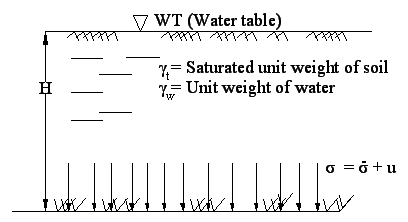 WT (Water table)
γt = Saturated unit weight of soil
γw = Unit weight of water
H
σ = σ̄ + u